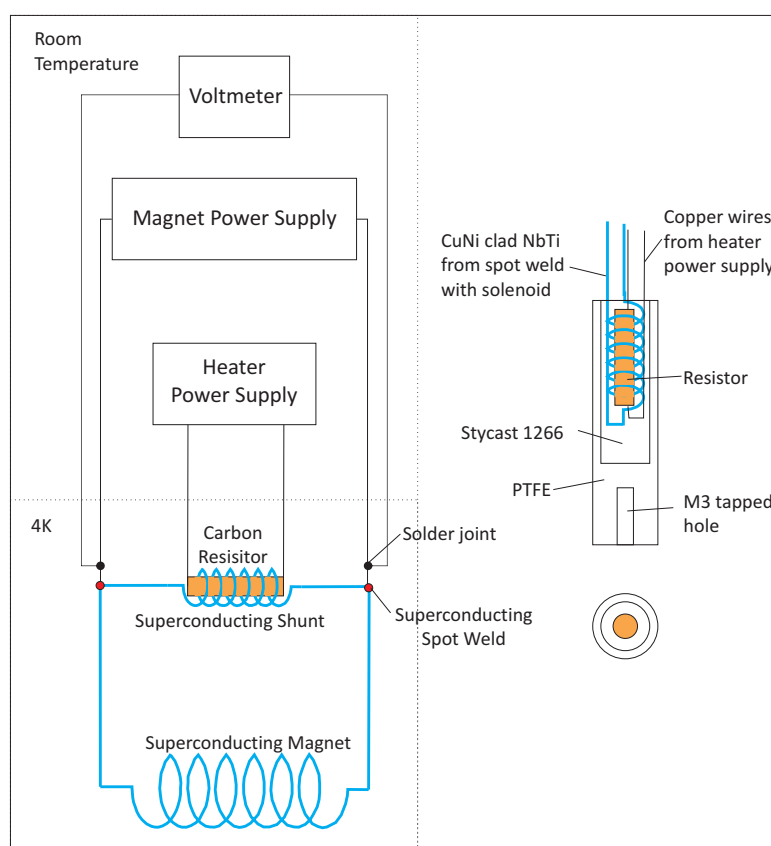 Room
Temperature
Voltmeter
Magnet Power Supply
Heater
Power Supply
4K
Carbon
Resisitor
Solder joint
Superconducting Shunt
Superconducting
Spot Weld
Superconducting Magnet
CuNi clad NbTi
from spot weld
with solenoid
Copper wires
from heater
power supply
Resistor
Stycast 1266
PTFE
M3 tapped
hole